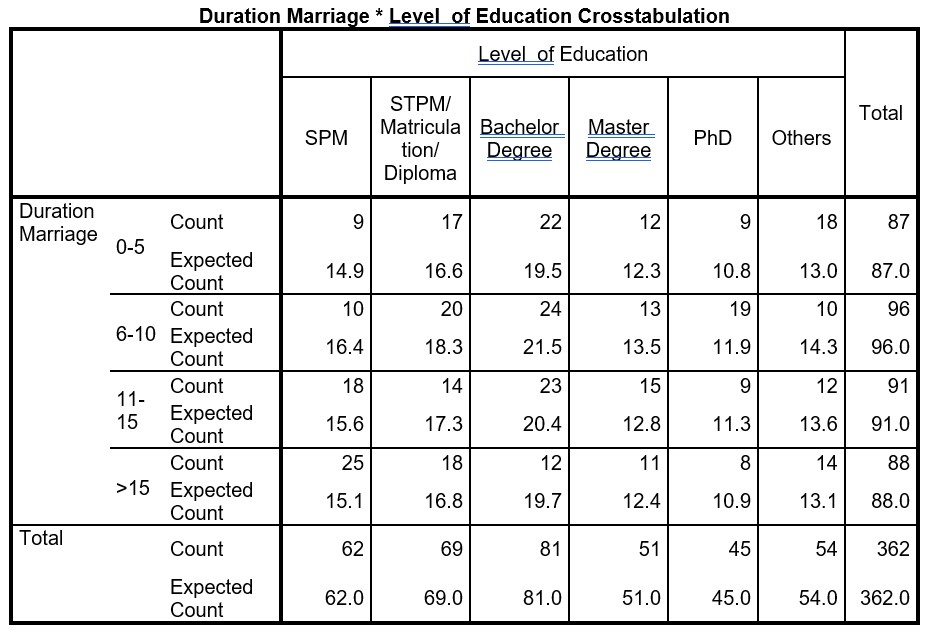 Duration Marriage * Level of Education Crosstabulation
Level of Education
Total
SPM
STPM/
Matricula
tion/
Diploma
Bachelor
Degree
Master
Degree
PhD
Others
Duration
Marriage
0-5
Count 9 17 22 12 9 18 87
Expected
Count
14.9 16.6 19.5 12.3 10.8 13.0 87.0
6-10
Count 10 20 24 13 19 10 96
Expected
Count
16.4 18.3 21.5 13.5 11.9 14.3 96.0
11-
15
Count 18 14 23 15 9 12 91
Expected
Count
15.6 17.3 20.4 12.8 11.3 13.6 91.0
>15
Count 25 18 12 11 8 14 88
Expected
Count
15.1 16.8 19.7 12.4 10.9 13.1 88.0
Total
Count 62 69 81 51 45 54 362
Expected
Count
62.0 69.0 81.0 51.0 45.0 54.0 362.0